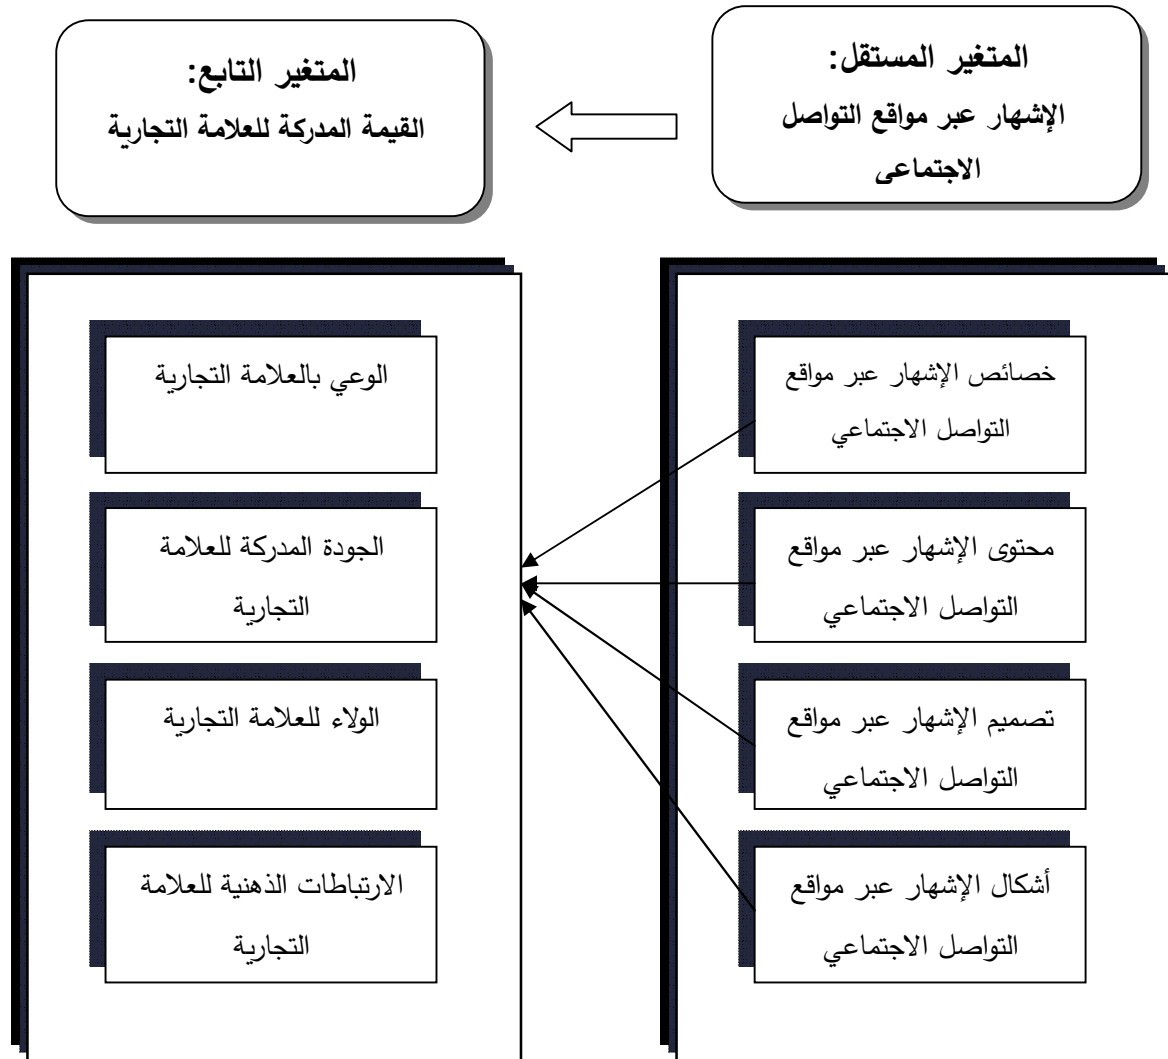 المتغير المستقل:
الإشهار عبر مواقع التواصل
الاجتماعي
المتغير التابع:
القيمة المدركة للعلامة التجارية
خصائص الإشهار عبر مواقع
التواصل الاجتماعي
محتوى الإشهار عبر مواقع
التواصل الاجتماعي
تصميم الإشهار عبر مواقع
التواصل الاجتماعي
أشكال الإشهار عبر مواقع
التواصل الاجتماعي
الوعي بالعلامة التجارية
الجودة المدركة للعلامة
التجارية
الولاء للعلامة التجارية
الارتباطات الذهنية للعلامة
التجارية